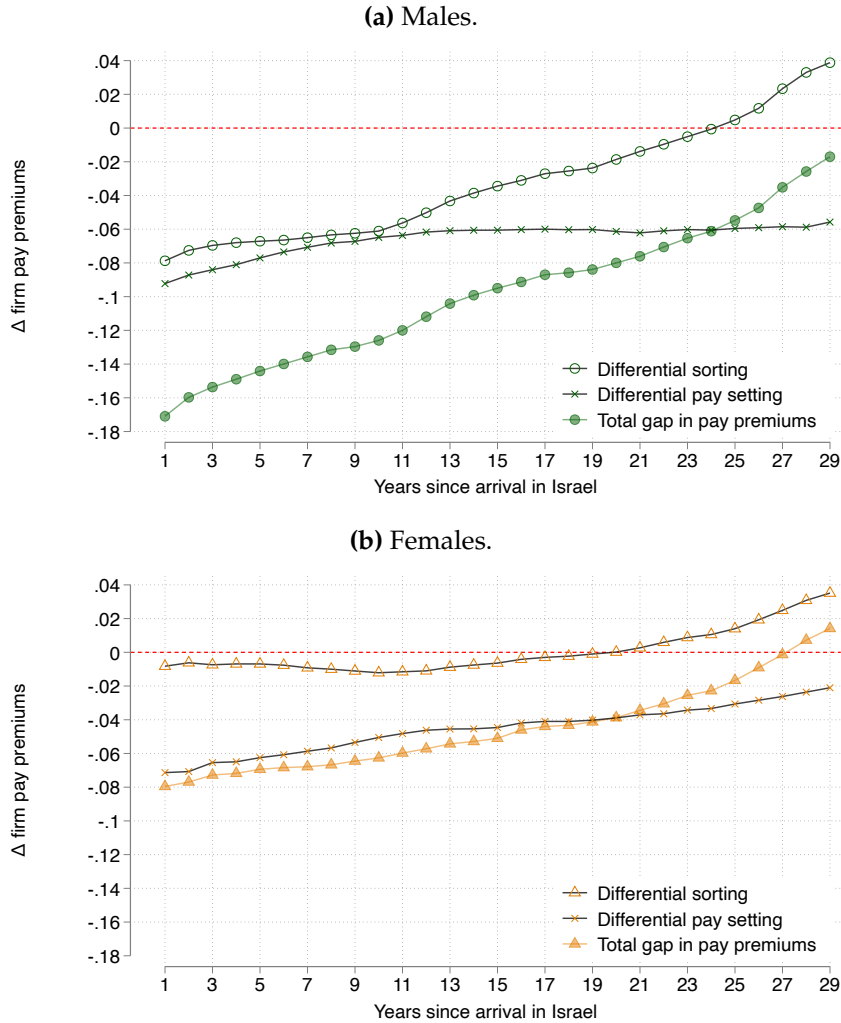 (a) Males.
.04
.02
0
-.02
-.04
-.06
-.08
-.1
-.12
-.14
-.16
-.18
Δ firm pay premiums
Differential sorting
Differential pay setting
Total gap in pay premiums
1 3 5 7 9 11 13 15 17 19 21 23 25 27 29
Years since arrival in Israel
(b) Females.
.04
.02
0
-.02
-.04
-.06
-.08
-.1
-.12
-.14
-.16
-.18
Δ firm pay premiums
Differential sorting
Differential pay setting
Total gap in pay premiums
1 3 5 7 9 11 13 15 17 19 21 23 25 27 29
Years since arrival in Israel